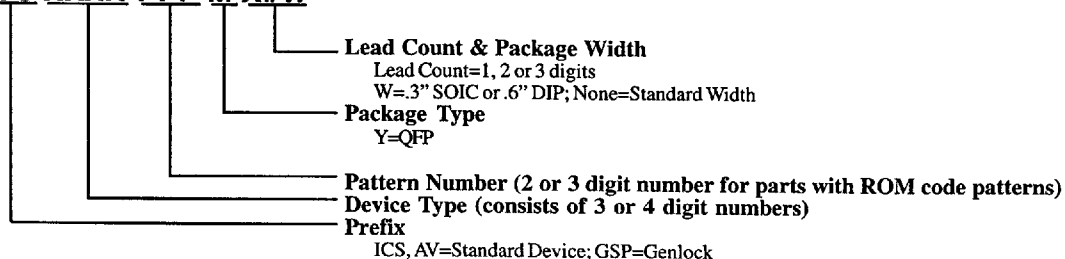 Lead Count & Package Width
Lead Count=1, 2 or 3 digits
W=.3" SOIC or .6" DIP; None=Standard Width
Package Type
Y=QFP
Pattern Number (2 or 3 digit number for parts with ROM code patterns)
Device Type (consists of 3 or 4 digit numbers)
Prefix
ICS, AV=Standard Device; GSP=Genlock